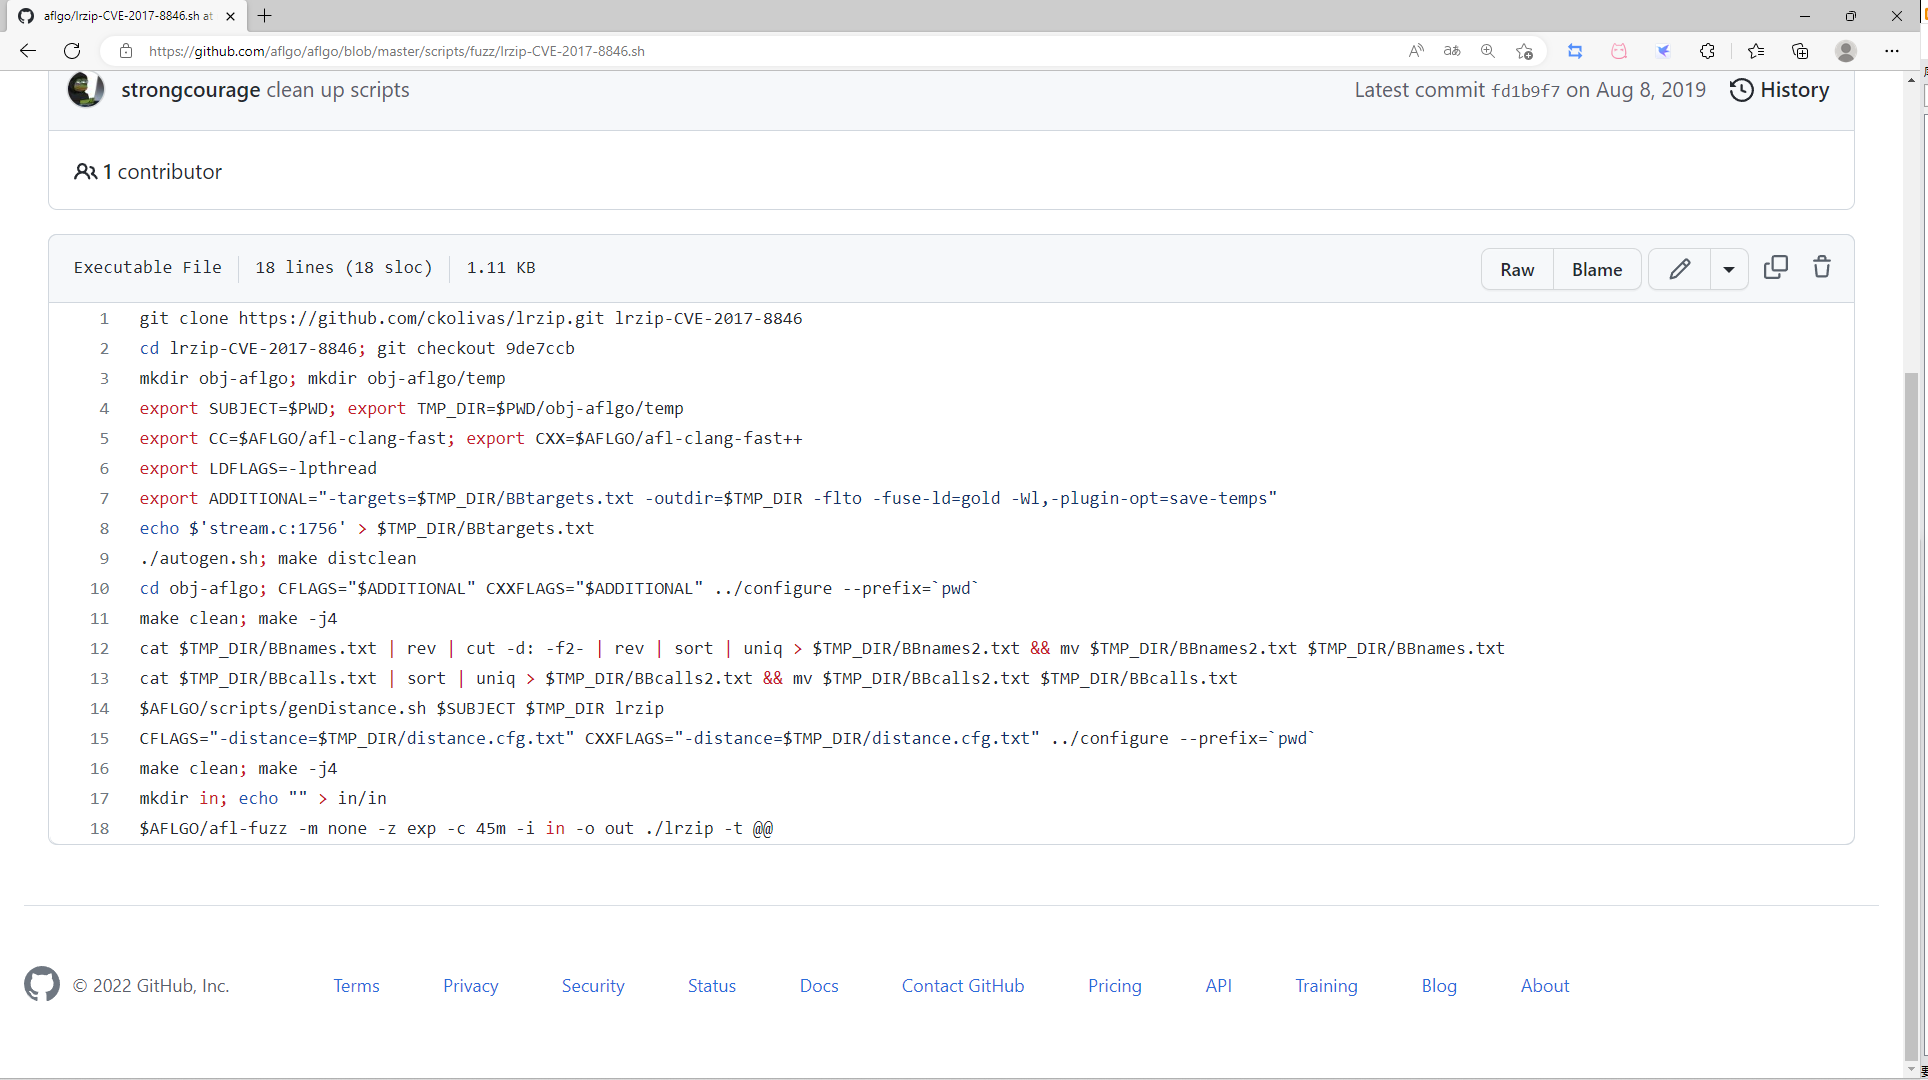 aflgo/lrzip-CVE-2017-8846.sh at
https://github.com/aflgo/aflgo/blob/master/scripts/fuzz/lrzip-CVE-2017-8846.sh
strongcourage clean up scripts
Latest commit fd1b9f7 on Aug 8, 2019 History
1 contributor
Executable File 18 lines (18 sloc) 1.11 KB
Raw Blame
1 git clone https://github.com/ckolivas/lrzip.git lrzip-CVE-2017-8846
2 cd lrzip-CVE-2017-8846; git checkout 9de7ccb
3 mkdir obj-aflgo; mkdir obj-aflgo/temp
4 export SUBJECT=$PWD; export TMP_DIR=$PWD/obj-aflgo/temp
5 export CC=$AFLGO/afl-clang-fast; export CXX=$AFLGO/afl-clang-fast++
6 export LDFLAGS=-lpthread
7 export ADDITIONAL="-targets=$TMP_DIR/BBtargets.txt -outdir=$TMP_DIR -flto -fuse-ld=gold -Wl,-plugin-opt=save-temps"
8 echo $'stream.c:1756' > $TMP_DIR/BBtargets.txt
9 ./autogen.sh; make distclean
10 cd obj-aflgo; CFLAGS="$ADDITIONAL" CXXFLAGS="$ADDITIONAL" ../configure --prefix=`pwd`
11 make clean; make -j4
12 cat $TMP_DIR/BBnames.txt | rev | cut -d: -f2- | rev | sort | uniq > $TMP_DIR/BBnames2.txt && mv $TMP_DIR/BBnames2.txt $TMP_DIR/BBnames.txt
13 cat $TMP_DIR/BBcalls.txt | sort | uniq > $TMP_DIR/BBcalls2.txt && mv $TMP_DIR/BBcalls2.txt $TMP_DIR/BBcalls.txt
14 $AFLGO/scripts/genDistance.sh $SUBJECT $TMP_DIR lrzip
15 CFLAGS="-distance=$TMP_DIR/distance.cfg.txt" CXXFLAGS="-distance=$TMP_DIR/distance.cfg.txt" ../configure --prefix=`pwd`
16 make clean; make -j4
17 mkdir in; echo "" > in/in
18 $AFLGO/afl-fuzz -m none -z exp -c 45m -i in -o out ./lrzip -t @@
© 2022 GitHub, Inc. Terms Privacy Security Status Docs Contact GitHub Pricing API Training Blog About